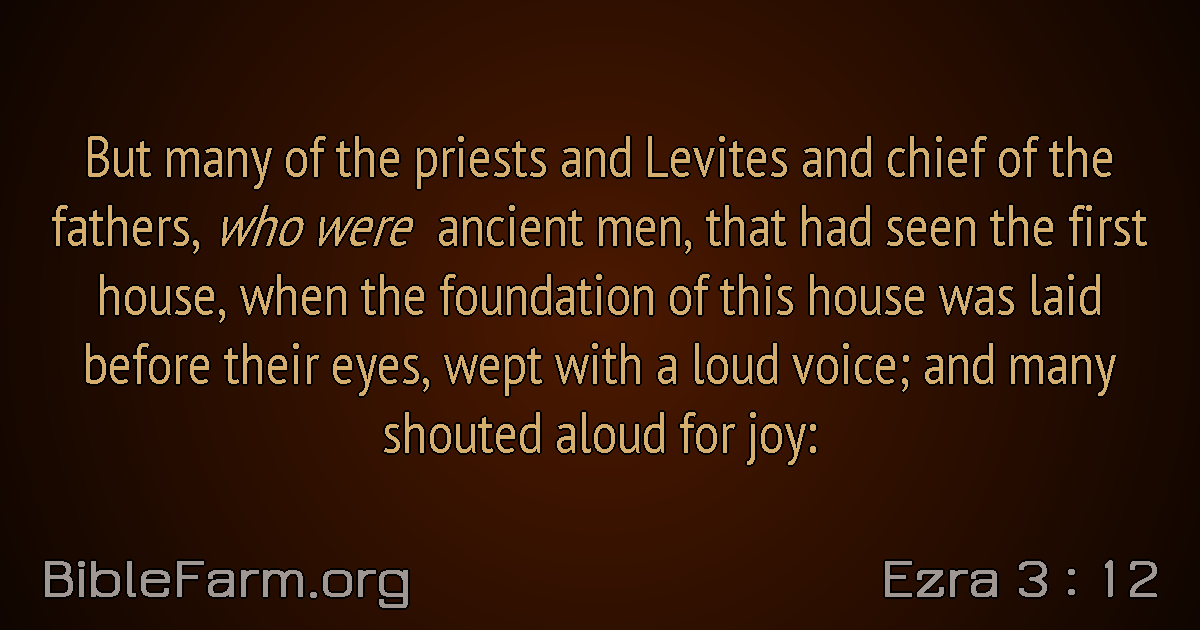 But many of the priests and Levites and chief of the
fathers, who were ancient men, that had seen the first
house, when the foundation of this house was laid
before their eyes, wept with a loud voice; and many
shouted aloud for joy:
BibleFarm.org
Ezra 3 : 12